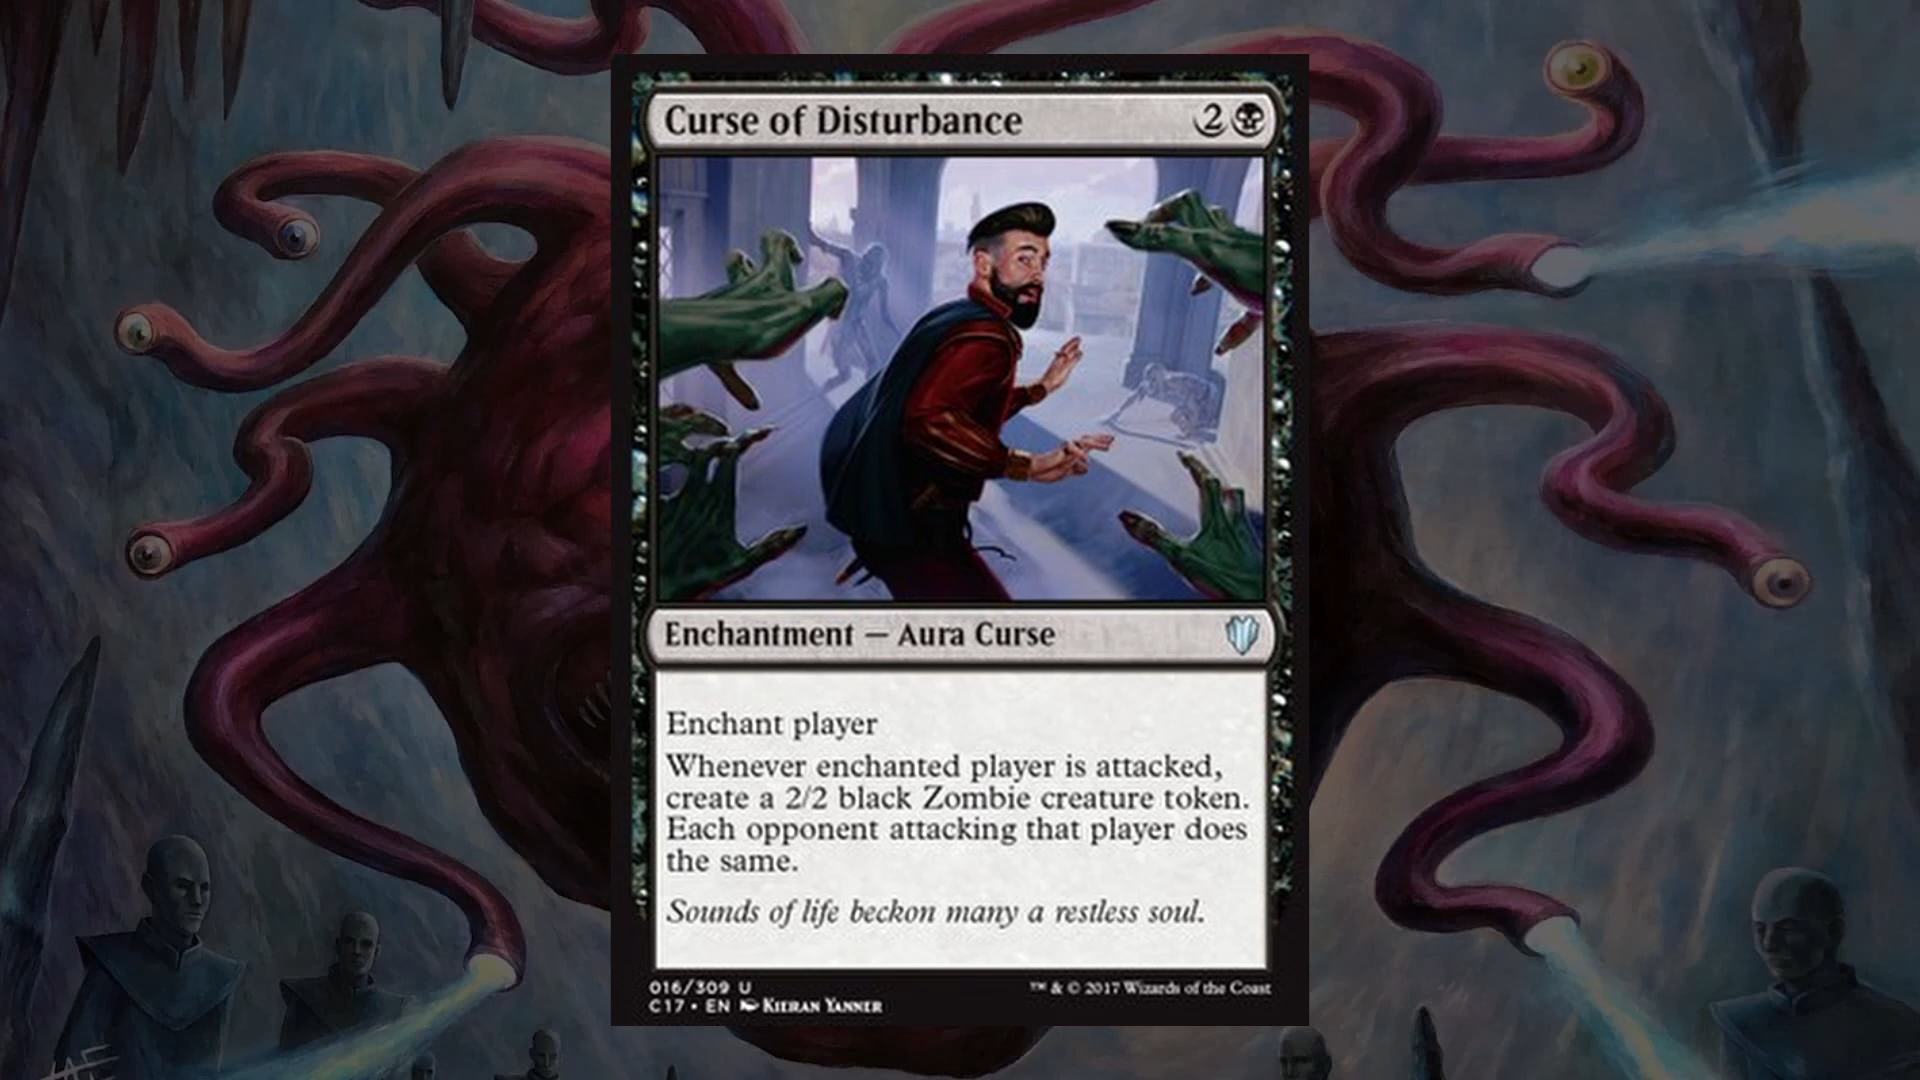 Curse of Disturbance 2
Enchantment — Aura Curse
Enchant player
Whenever enchanted player is attacked,
create a 2/2 black Zombie creature token.
Each opponent attacking that player does
the same.
Sounds of life beckon many a restless soul.
016/309 U
™ & © 2017 Wizards of the Coast
C17 • EN Kieran Yanner